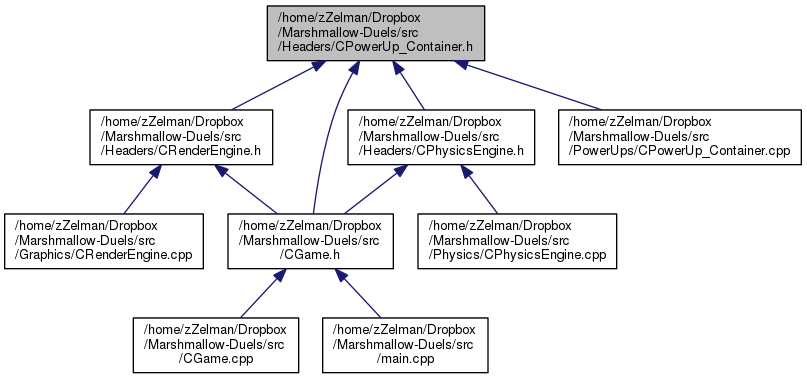 /home/zZelman/Dropbox
/Marshmallow-Duels/src
/Headers/CPowerUp_Container.h
/home/zZelman/Dropbox
/Marshmallow-Duels/src
/Headers/CRenderEngine.h
/home/zZelman/Dropbox
/Marshmallow-Duels/src
/Headers/CPhysicsEngine.h
/home/zZelman/Dropbox
/Marshmallow-Duels/src
/PowerUps/CPowerUp_Container.cpp
/home/zZelman/Dropbox
/Marshmallow-Duels/src
/Graphics/CRenderEngine.cpp
/home/zZelman/Dropbox
/Marshmallow-Duels/src
/CGame.h
/home/zZelman/Dropbox
/Marshmallow-Duels/src
/Physics/CPhysicsEngine.cpp
/home/zZelman/Dropbox
/Marshmallow-Duels/src
/CGame.cpp
/home/zZelman/Dropbox
/Marshmallow-Duels/src
/main.cpp